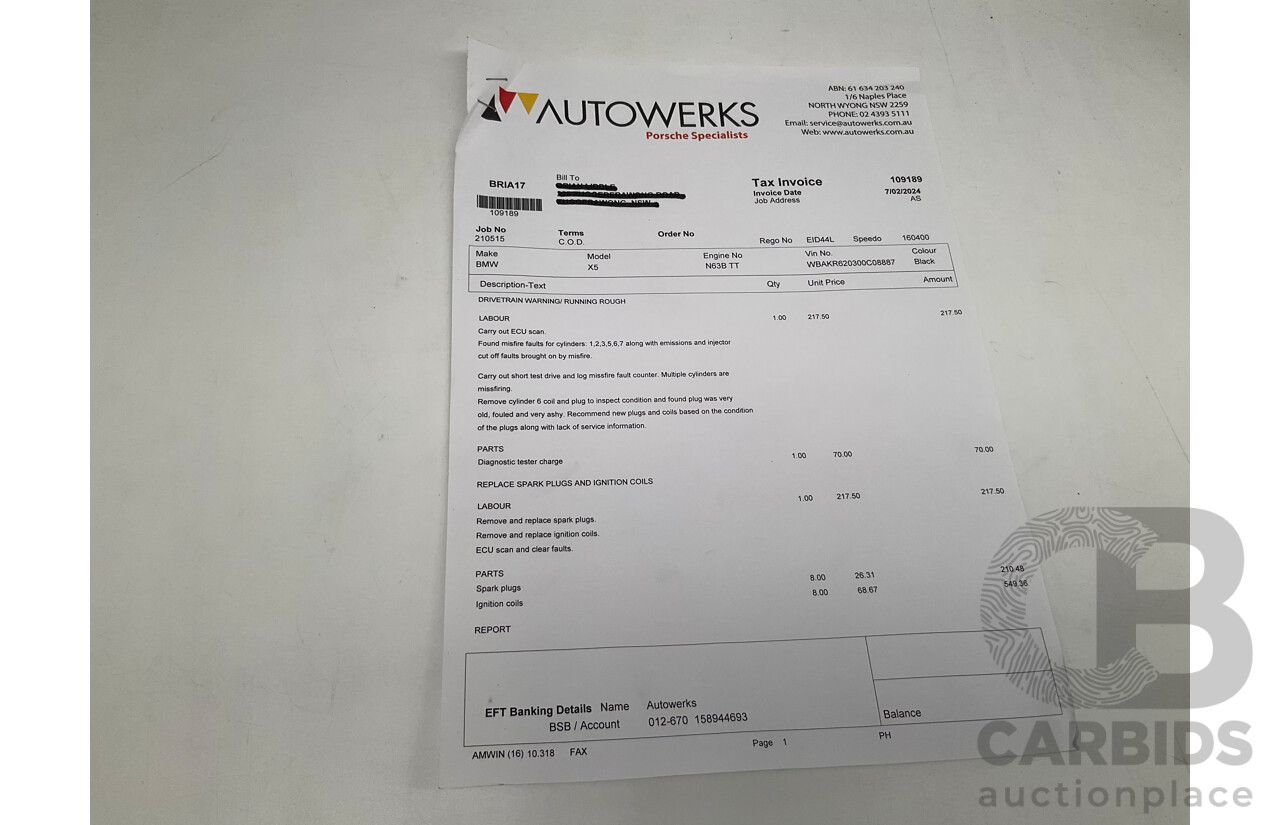 AUTOWERKS
Porsche Specialists
ABN: 61 634 203 240
1/6 Naples Place
NORTH WYONG NSW 2259
PHONE: 02 4393 5111
Email: service@autowerks.com.au
Web: www.autowerks.com.au
BRIA17
109189
Bill To
Tax Invoice 109189
Invoice Date 7/02/2024
Job Address AS
Job No Terms Order No
210515 C.O.D. Rego No EID44L Speedo 160400
Make Model Engine No Vin No. Colour
BMW X5 N63B TT WBAKR620300C08867 Black
Description-Text Qty Unit Price Amount
DRIVETRAIN WARNING/ RUNNING ROUGH
LABOUR 1.00 217.50 217.50
Carry out ECU scan.
Found misfire faults for cylinders: 1,2,3,5,6,7 along with emissions and injector
cut off faults brought on by misfire.
Carry out short test drive and log missfire fault counter. Multiple cylinders are
missfiring.
Remove cylinder 6 coil and plug to inspect condition and found plug was very
old, fouled and very ashy. Recommend new plugs and coils based on the condition
of the plugs along with lack of service information.
PARTS
Diagnostic tester charge 1.00 70.00 70.00
REPLACE SPARK PLUGS AND IGNITION COILS
LABOUR 1.00 217.50 217.50
Remove and replace spark plugs.
Remove and replace ignition coils.
ECU scan and clear faults.
PARTS
Spark plugs 8.00 26.31 210.48
Ignition coils 8.00 68.67 549.36
REPORT
EFT Banking Details Name Autowerks
BSB / Account 012-670 158944693
Balance
AMWIN (16) 10.318 FAX Page 1 PH
CB
CARBIDS
auctionplace